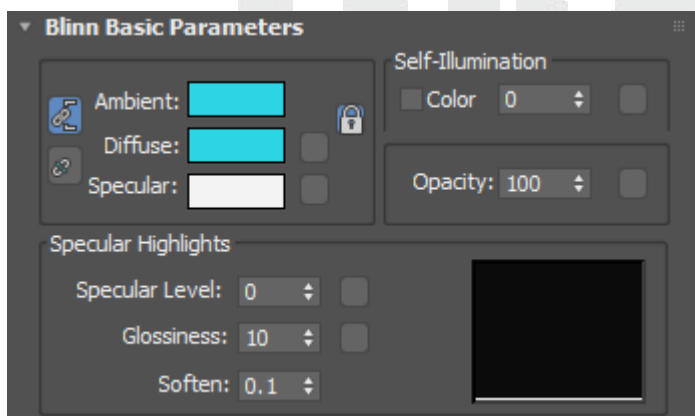 Blinn Basic Parameters
Ambient:
Diffuse:
Specular:
Self-Illumination
Color 0
Opacity: 100
Specular Highlights
Specular Level: 0
Glossiness: 10
Soften: 0.1